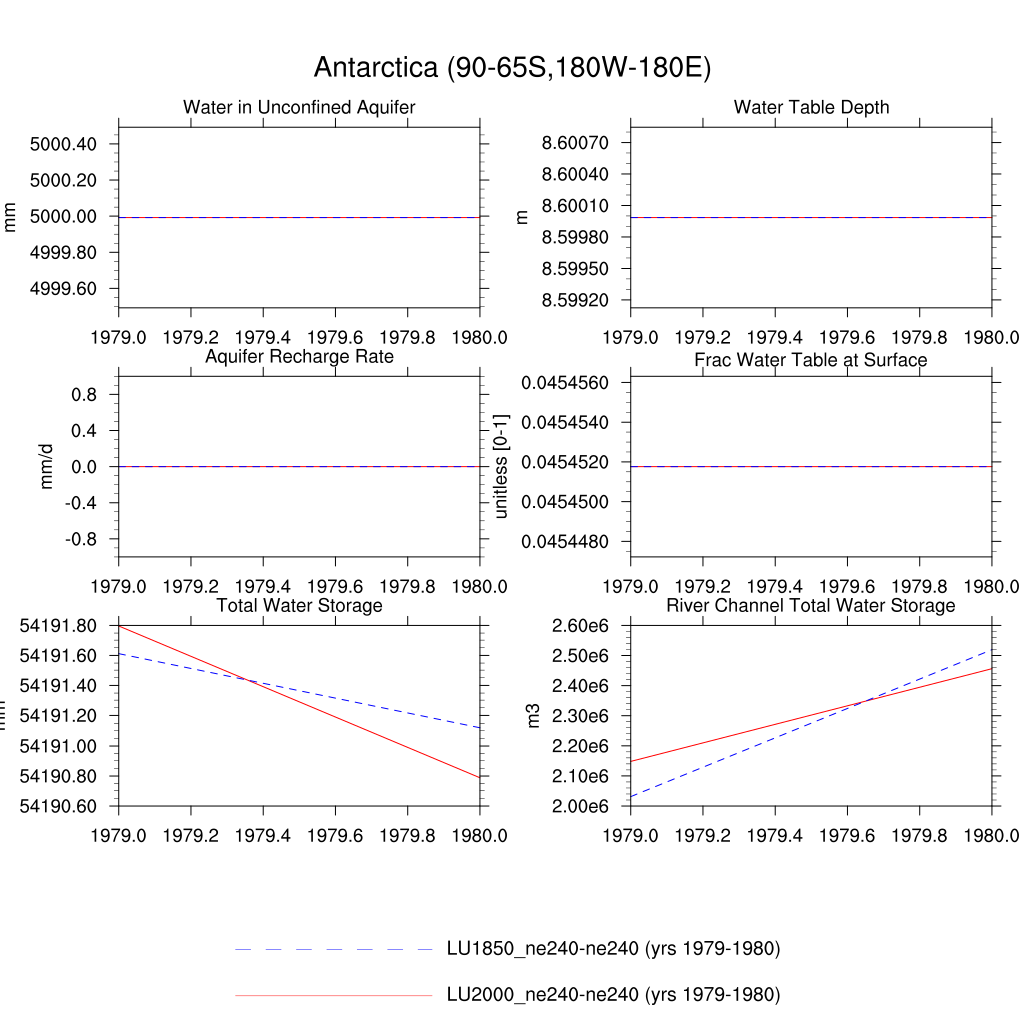 Antarctica (90-65S,180W-180E)
Water in Unconfined Aquifer
mm
5000.40
5000.20
5000.00
4999.80
4999.60
1979.0 1979.2 1979.4 1979.6 1979.8 1980.0
Water Table Depth
m
8.60070
8.60040
8.60010
8.59980
8.59950
8.59920
1979.0 1979.2 1979.4 1979.6 1979.8 1980.0
Aquifer Recharge Rate
mm/d
0.8
0.4
0.0
-0.4
-0.8
1979.0 1979.2 1979.4 1979.6 1979.8 1980.0
Frac Water Table at Surface
unitless [0-1]
0.0454560
0.0454540
0.0454520
0.0454500
0.0454480
1979.0 1979.2 1979.4 1979.6 1979.8 1980.0
Total Water Storage
mm
54191.80
54191.60
54191.40
54191.20
54191.00
54190.80
54190.60
1979.0 1979.2 1979.4 1979.6 1979.8 1980.0
River Channel Total Water Storage
m3
2.60e6
2.50e6
2.40e6
2.30e6
2.20e6
2.10e6
2.00e6
1979.0 1979.2 1979.4 1979.6 1979.8 1980.0
LU1850_ne240-ne240 (yrs 1979-1980)
LU2000_ne240-ne240 (yrs 1979-1980)